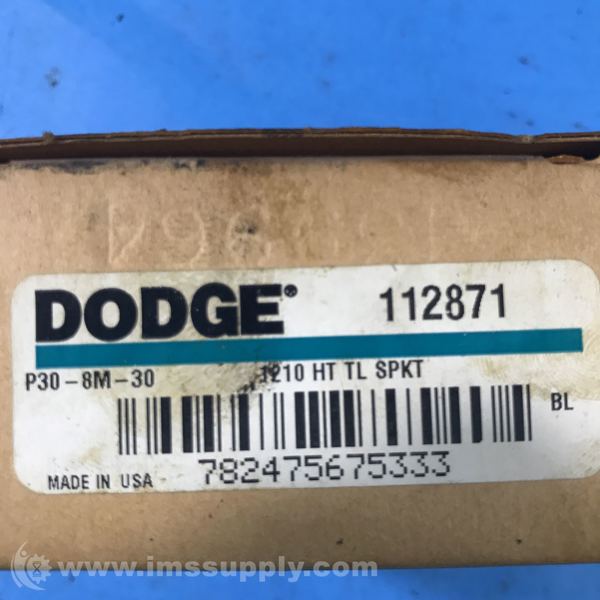 DODGE® 112871
P30-8M-30 1210 HT TL SPKT
BL
782475675333
MADE IN USA
www.imssupply.com